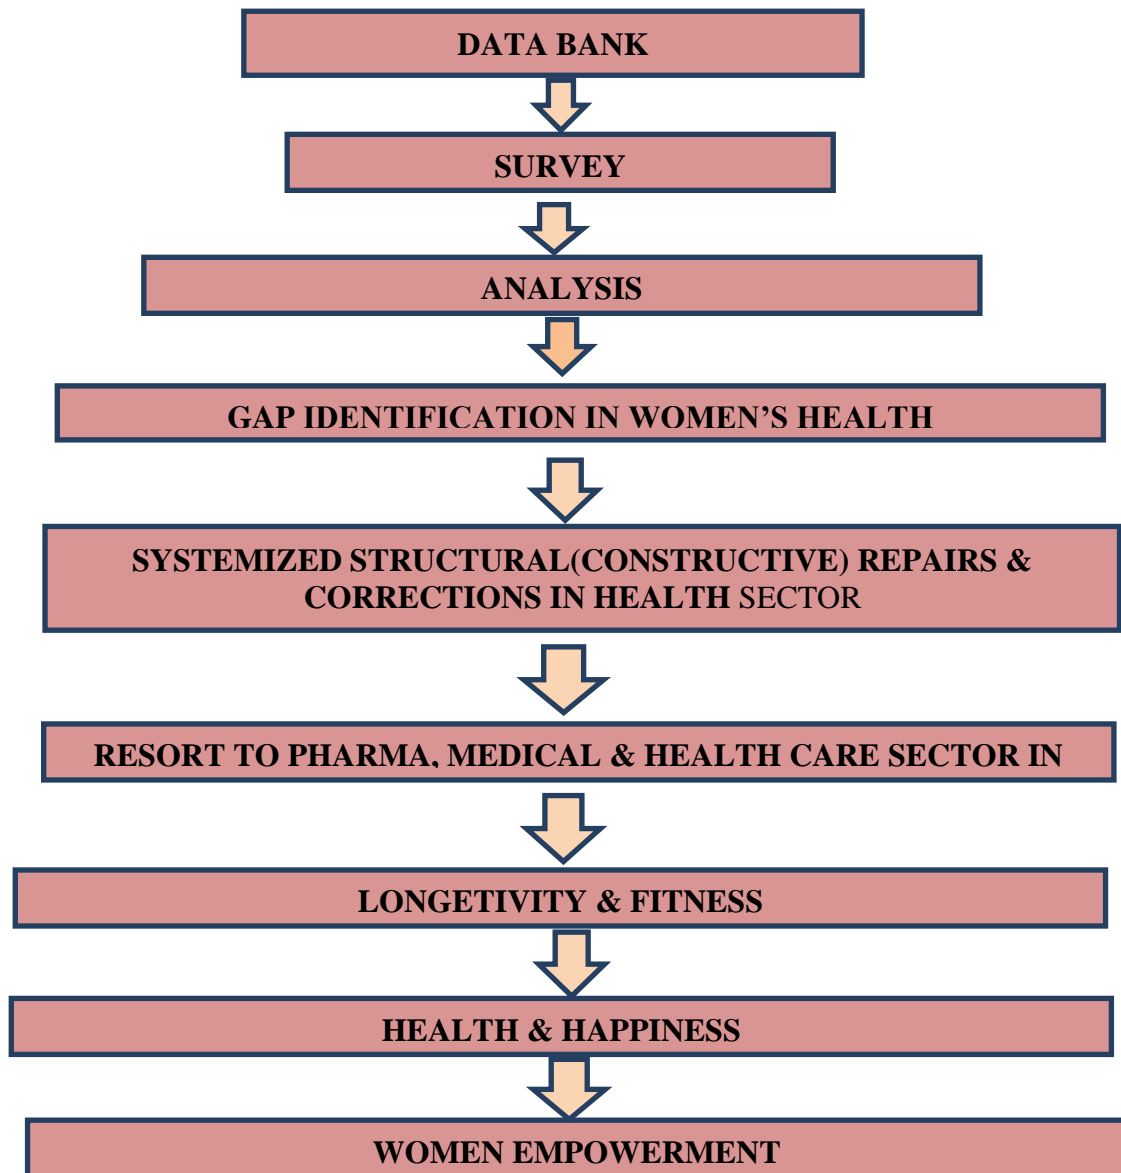 DATA BANK
SURVEY
ANALYSIS
GAP IDENTIFICATION IN WOMEN’S HEALTH
SYSTEMIZED STRUCTURAL(CONSTRUCTIVE) REPAIRS &
CORRECTIONS IN HEALTH SECTOR
RESORT TO PHARMA, MEDICAL & HEALTH CARE SECTOR IN
LONGETIVITY & FITNESS
HEALTH & HAPPINESS
WOMEN EMPOWERMENT